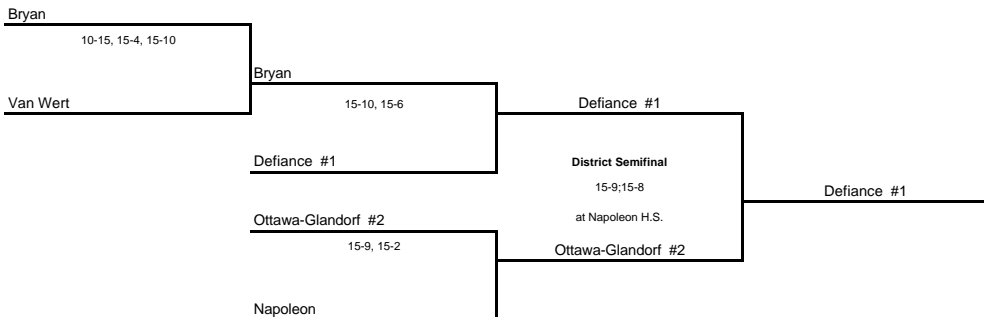 Bryan
10-15, 15-4, 15-10
Bryan
Van Wert
15-10, 15-6
Defiance #1
Defiance #1
District Semifinal
15-9;15-8
Defiance #1
at Napoleon H.S.
Ottawa-Glandorf #2
15-9, 15-2
Ottawa-Glandorf #2
Napoleon